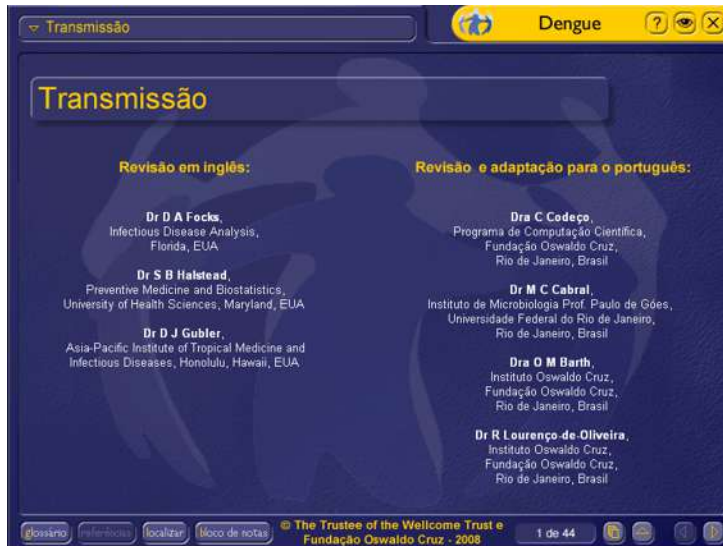 Transmissão
Dengue
?
X
Transmissão
Revisão em inglês:
Dr D A Focks,
Infectious Disease Analysis,
Florida, EUA
Dr S B Halstead,
Preventive Medicine and Biostatistics,
University of Health Sciences, Maryland, EUA
Dr D J Gubler,
Asia-Pacific Institute of Tropical Medicine and
Infectious Diseases, Honolulu, Hawaii, EUA
Revisão e adaptação para o português:
Dra C Codeço,
Programa de Computação Científica,
Fundação Oswaldo Cruz,
Rio de Janeiro, Brasil
Dr M C Cabral,
Instituto de Microbiologia Prof. Paulo de Góes,
Universidade Federal do Rio de Janeiro,
Rio de Janeiro, Brasil
Dra O M Barth,
Instituto Oswaldo Cruz,
Fundação Oswaldo Cruz,
Rio de Janeiro, Brasil
Dr R Lourenço-de-Oliveira,
Instituto Oswaldo Cruz,
Fundação Oswaldo Cruz,
Rio de Janeiro, Brasil
glossário
referências
localizar
bloco de notas
© The Trustee of the Wellcome Trust e
Fundação Oswaldo Cruz - 2008
1 de 44